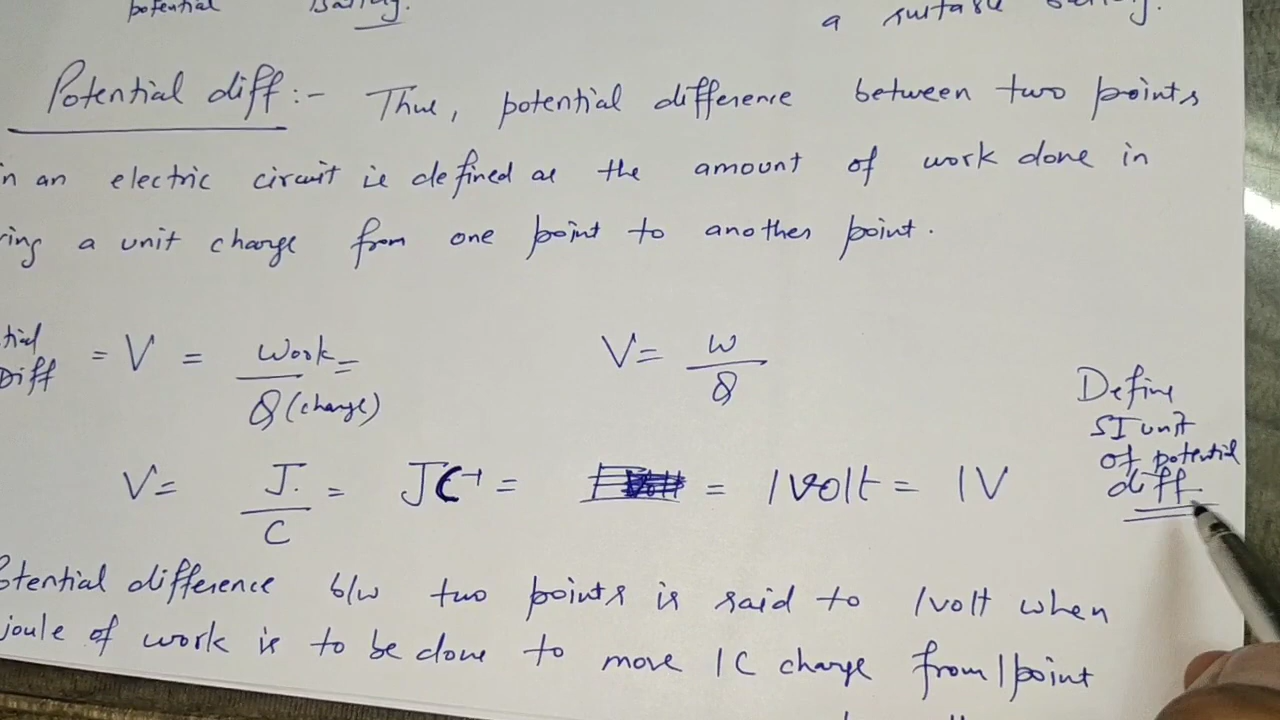 potential
a suitable
Potential diff :- Thus, potential difference between two points
n an electric circuit is defined as the amount of work done in
ring a unit charge from one point to another point.
tial Diff = V = Work / Q (charge)
V = W / Q
Define
SI unit
of potential
diff
V = J / C = JC⁻¹ = = 1 volt = 1V
otential difference b/w two points is said to 1 volt when
joule of work is to be done to move 1C charge from 1 point